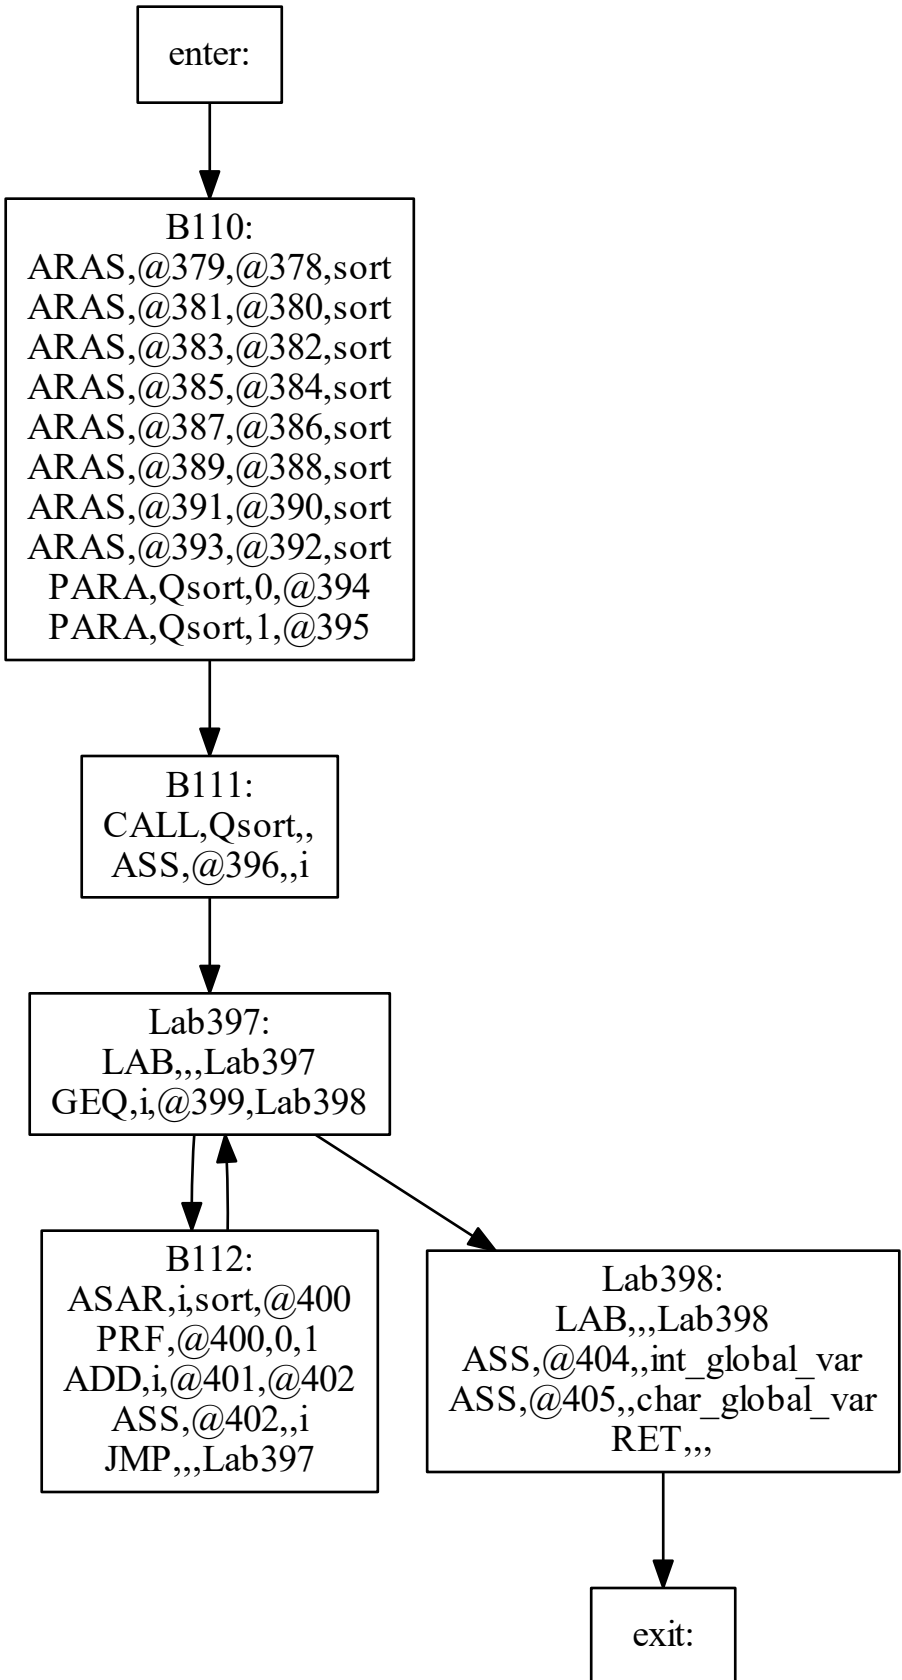 enter:
B110:
ARAS,@379,@378,sort
ARAS,@381,@380,sort
ARAS,@383,@382,sort
ARAS,@385,@384,sort
ARAS,@387,@386,sort
ARAS,@389,@388,sort
ARAS,@391,@390,sort
ARAS,@393,@392,sort
PARA,Qsort,0,@394
PARA,Qsort,1,@395
B111:
CALL,Qsort,,
ASS,@396,,i
Lab397:
LAB,,,Lab397
GEQ,i,@399,Lab398
B112:
ASAR,i,sort,@400
PRF,@400,0,1
ADD,i,@401,@402
ASS,@402,,i
JMP,,,Lab397
Lab398:
LAB,,,Lab398
ASS,@404,,int_global_var
ASS,@405,,char_global_var
RET,,,
exit: